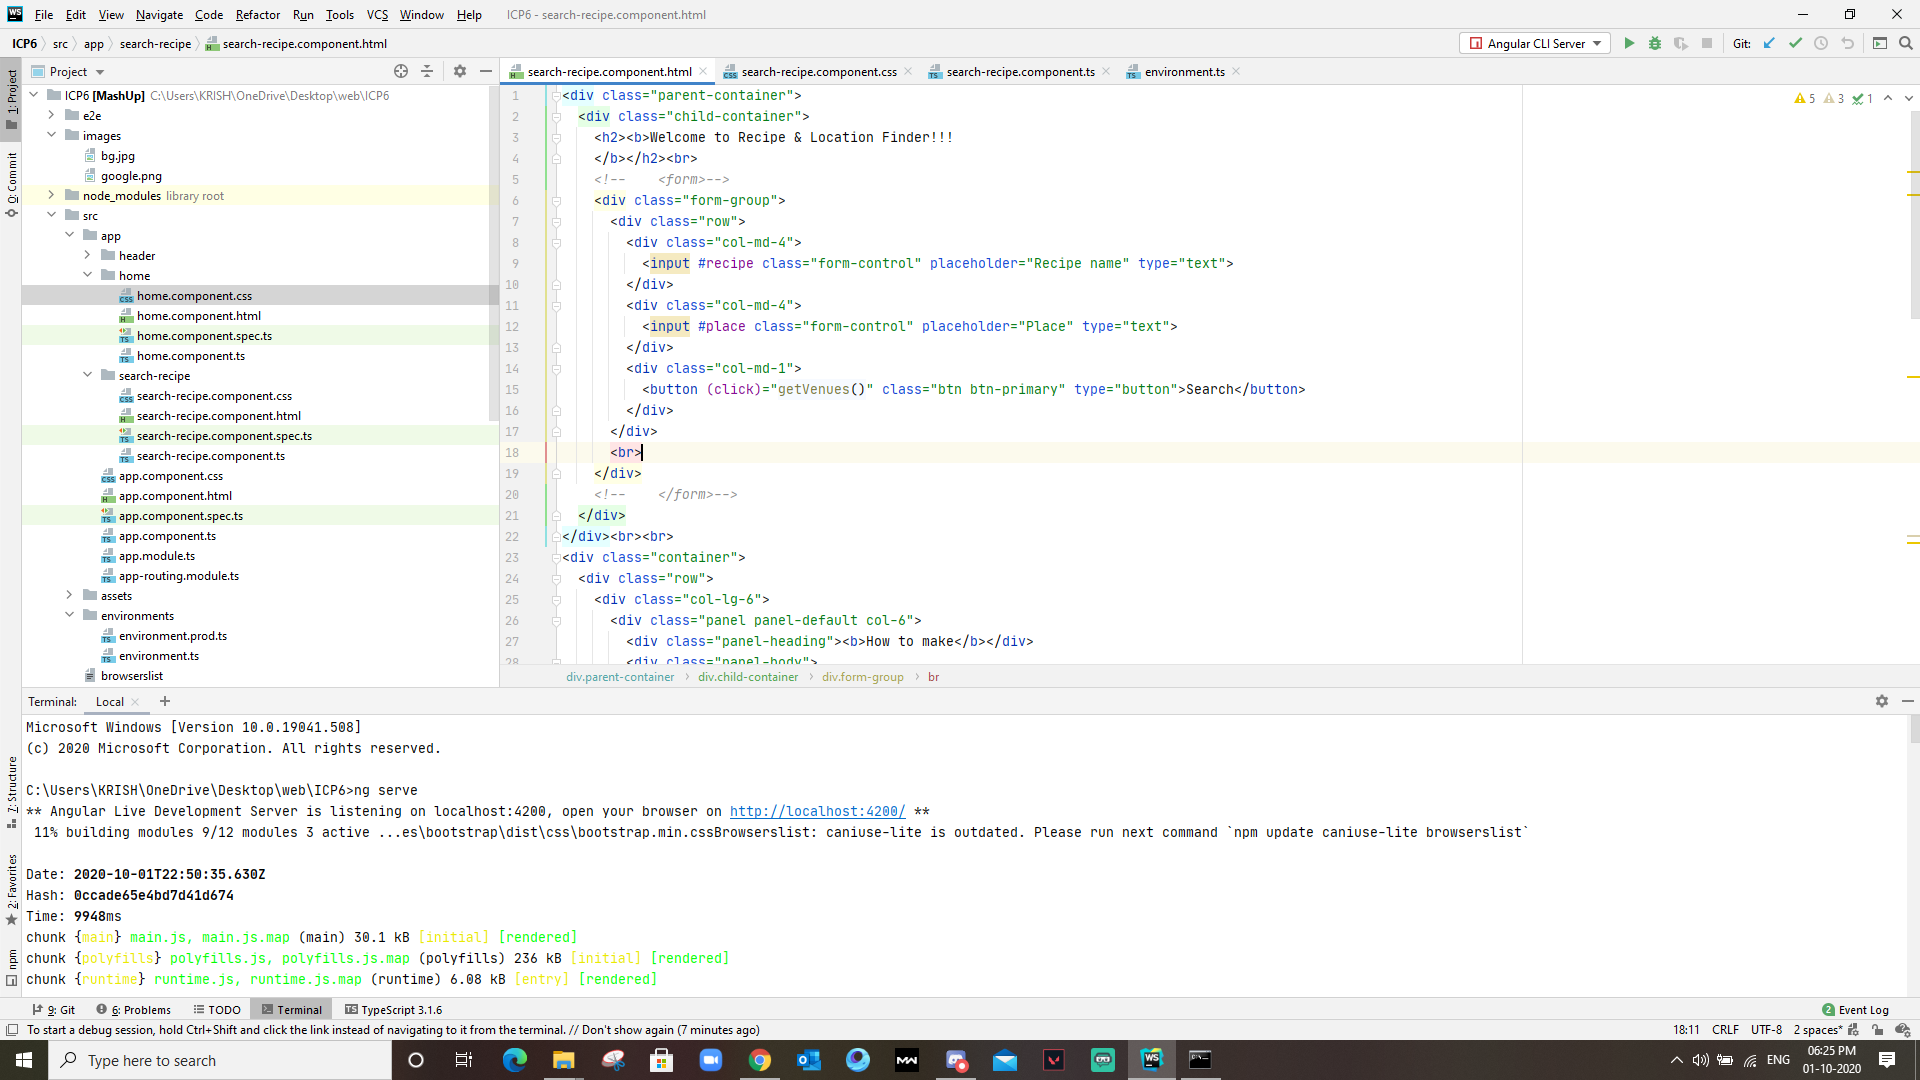 WS File Edit View Navigate Code Refactor Run Tools VCS Window Help ICP6 - search-recipe.component.html
ICP6 src app search-recipe search-recipe.component.html Angular CLI Server Git:
1: Project
0: Commit
7: Structure
2: Favorites
npm
Project
ICP6 [MashUp] C:\Users\KRISH\OneDrive\Desktop\web\ICP6
e2e
images
bg.jpg
google.png
node_modules library root
src
app
header
home
home.component.css
home.component.html
home.component.spec.ts
home.component.ts
search-recipe
search-recipe.component.css
search-recipe.component.html
search-recipe.component.spec.ts
search-recipe.component.ts
app.component.css
app.component.html
app.component.spec.ts
app.component.ts
app.module.ts
app-routing.module.ts
assets
environments
environment.prod.ts
environment.ts
browserslist
search-recipe.component.html search-recipe.component.css search-recipe.component.ts environment.ts
5 3 1
1 <div class="parent-container">
2 <div class="child-container">
3 <h2><b>Welcome to Recipe & Location Finder!!!
4 </b></h2><br>
5 <!-- <form>-->
6 <div class="form-group">
7 <div class="row">
8 <div class="col-md-4">
9 <input #recipe class="form-control" placeholder="Recipe name" type="text">
10 </div>
11 <div class="col-md-4">
12 <input #place class="form-control" placeholder="Place" type="text">
13 </div>
14 <div class="col-md-1">
15 <button (click)="getVenues()" class="btn btn-primary" type="button">Search</button>
16 </div>
17 </div>
18 <br>
19 </div>
20 <!-- </form>-->
21 </div>
22 </div><br><br>
23 <div class="container">
24 <div class="row">
25 <div class="col-lg-6">
26 <div class="panel panel-default col-6">
27 <div class="panel-heading"><b>How to make</b></div>
28 <div class="panel-body">
div.parent-container div.child-container div.form-group br
Terminal: Local
Microsoft Windows [Version 10.0.19041.508]
(c) 2020 Microsoft Corporation. All rights reserved.
C:\Users\KRISH\OneDrive\Desktop\web\ICP6>ng serve
** Angular Live Development Server is listening on localhost:4200, open your browser on http://localhost:4200/ **
11% building modules 9/12 modules 3 active ...es\bootstrap\dist\css\bootstrap.min.cssBrowserslist: caniuse-lite is outdated. Please run next command `npm update caniuse-lite browserslist`
Date: 2020-10-01T22:50:35.630Z
Hash: 0ccade65e4bd7d41d674
Time: 9948ms
chunk {main} main.js, main.js.map (main) 30.1 kB [initial] [rendered]
chunk {polyfills} polyfills.js, polyfills.js.map (polyfills) 236 kB [initial] [rendered]
chunk {runtime} runtime.js, runtime.js.map (runtime) 6.08 kB [entry] [rendered]
9: Git 6: Problems TODO Terminal TypeScript 3.1.6 2 Event Log
To start a debug session, hold Ctrl+Shift and click the link instead of navigating to it from the terminal. // Don't show again (7 minutes ago) 18:11 CRLF UTF-8 2 spaces*
Type here to search ENG 06:25 PM
01-10-2020